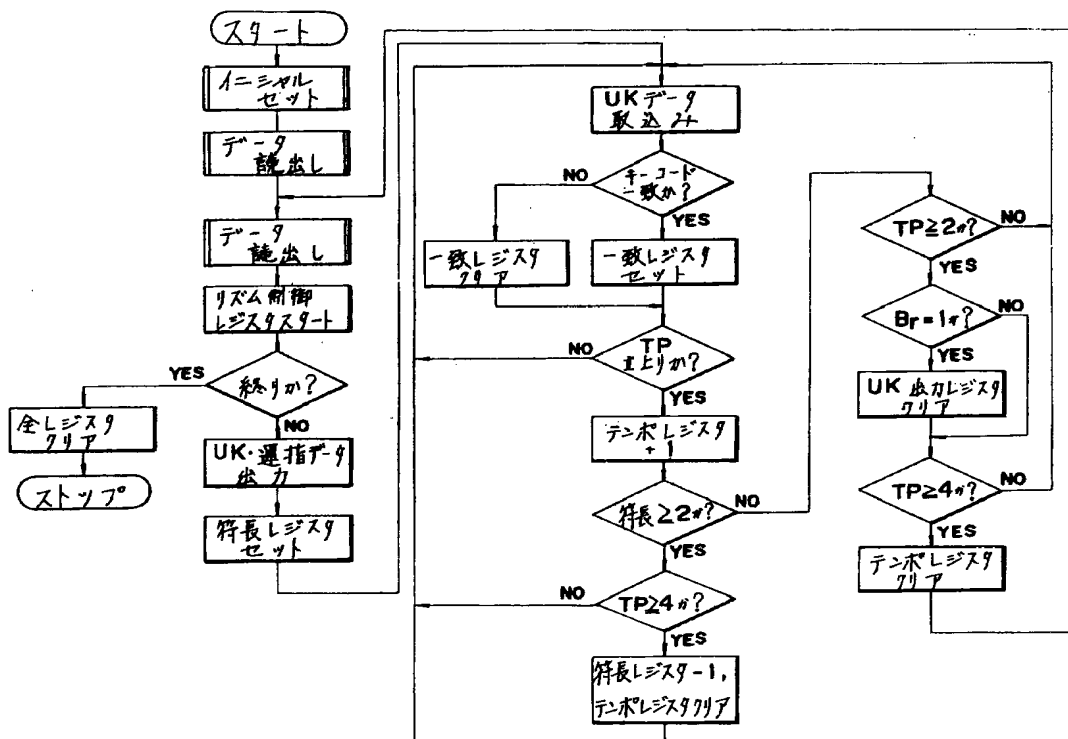 スタート
イニシャル
セット
データ
読出し
データ
読出し
リズム制御
レジスタスタート
YES
終りか?
全レジスタ
クリア
NO
ストップ
UK・運指データ
出力
符長レジスタ
セット
UKデータ
取込み
NO
キーコード
一致か?
YES
一致レジスタ
クリア
一致レジスタ
セット
NO
TP
立上りか?
YES
テンポレジスタ
+1
符長≧2か?
NO
YES
NO
TP≧4か?
YES
符長レジスター1,
テンポレジスタクリア
TP≧2か?
NO
YES
Br=1か?
NO
YES
UK出力レジスタ
クリア
TP≧4か?
NO
YES
テンポレジスタ
クリア